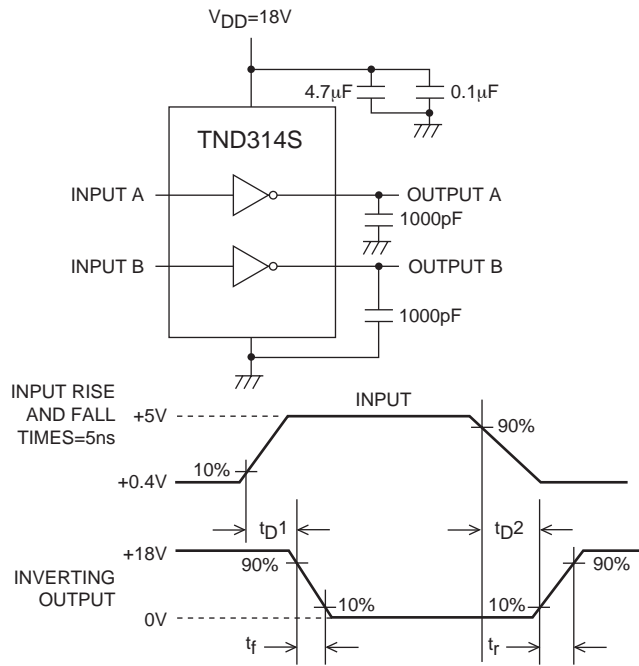 VDD=18V
4.7μF
0.1μF
TND314S
INPUT A
OUTPUT A
1000pF
INPUT B
OUTPUT B
1000pF
INPUT RISE
AND FALL
TIMES=5ns
+5V
INPUT
90%
10%
+0.4V
tD1
tD2
+18V
90%
90%
INVERTING
OUTPUT
10%
10%
0V
tf
tr